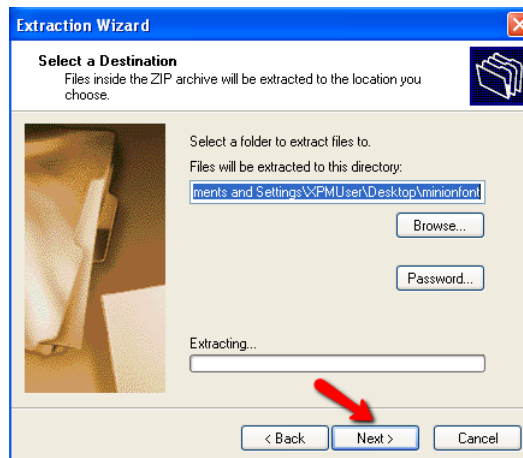 Extraction Wizard
Select a Destination
Files inside the ZIP archive will be extracted to the location you
choose.
Select a folder to extract files to.
Files will be extracted to this directory:
ments and Settings\XPMUser\Desktop\minionfont
Browse...
Password...
Extracting...
< Back Next > Cancel